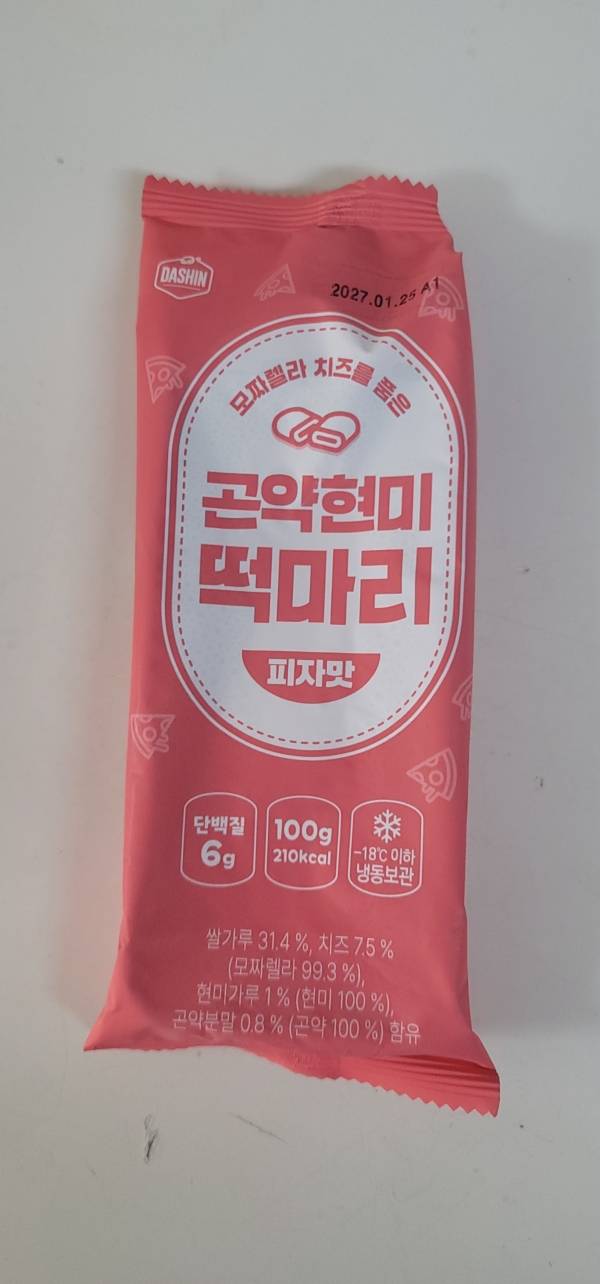 DASHIN
2027.01.25 A1
모짜렐라 치즈를 품은
곤약현미
떡마리
피자맛
단백질
6g
100g
210kcal
-18℃ 이하
냉동보관
쌀가루 31.4 %, 치즈 7.5 %
(모짜렐라 99.3 %),
현미가루 1 % (현미 100 %),
곤약분말 0.8 % (곤약 100 %) 함유